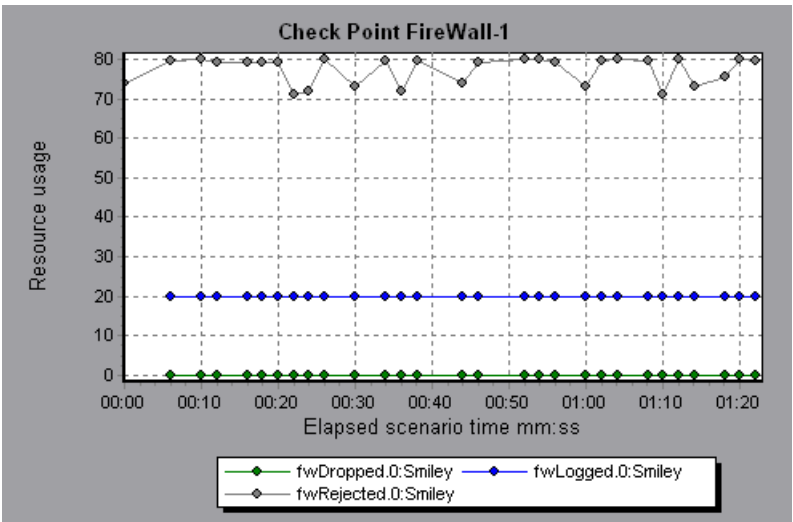 Check Point FireWall-1
Resource usage
80
70
60
50
40
30
20
10
0
00:00 00:10 00:20 00:30 00:40 00:50 01:00 01:10 01:20
Elapsed scenario time mm:ss
fwDropped.0:Smiley fwLogged.0:Smiley
fwRejected.0:Smiley